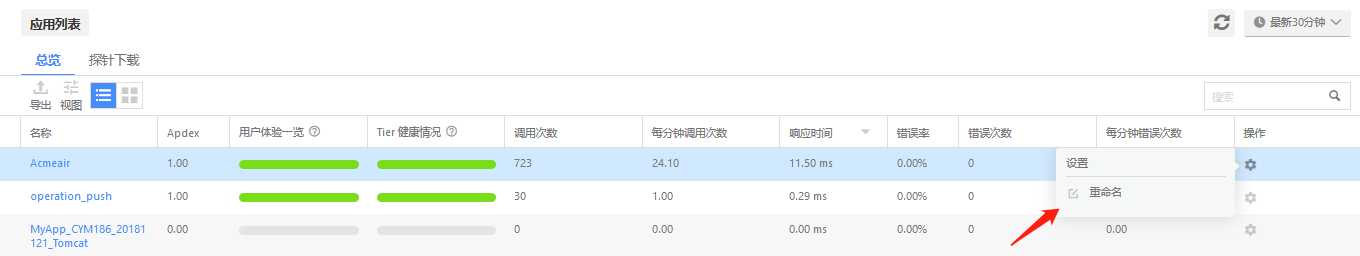 应用列表
最新30分钟
总览 探针下载
导出 视图
搜索
名称 Apdex 用户体验一览 Tier 健康情况 调用次数 每分钟调用次数 响应时间 错误率 错误次数 每分钟错误次数 操作
Acmeair 1.00 723 24.10 11.50 ms 0.00% 0
设置
operation_push 1.00 30 1.00 0.29 ms 0.00% 0
重命名
MyApp_CYM186_20181 0.00 0 0.00 0.00 ms 0.00% 0 0.00
121_Tomcat